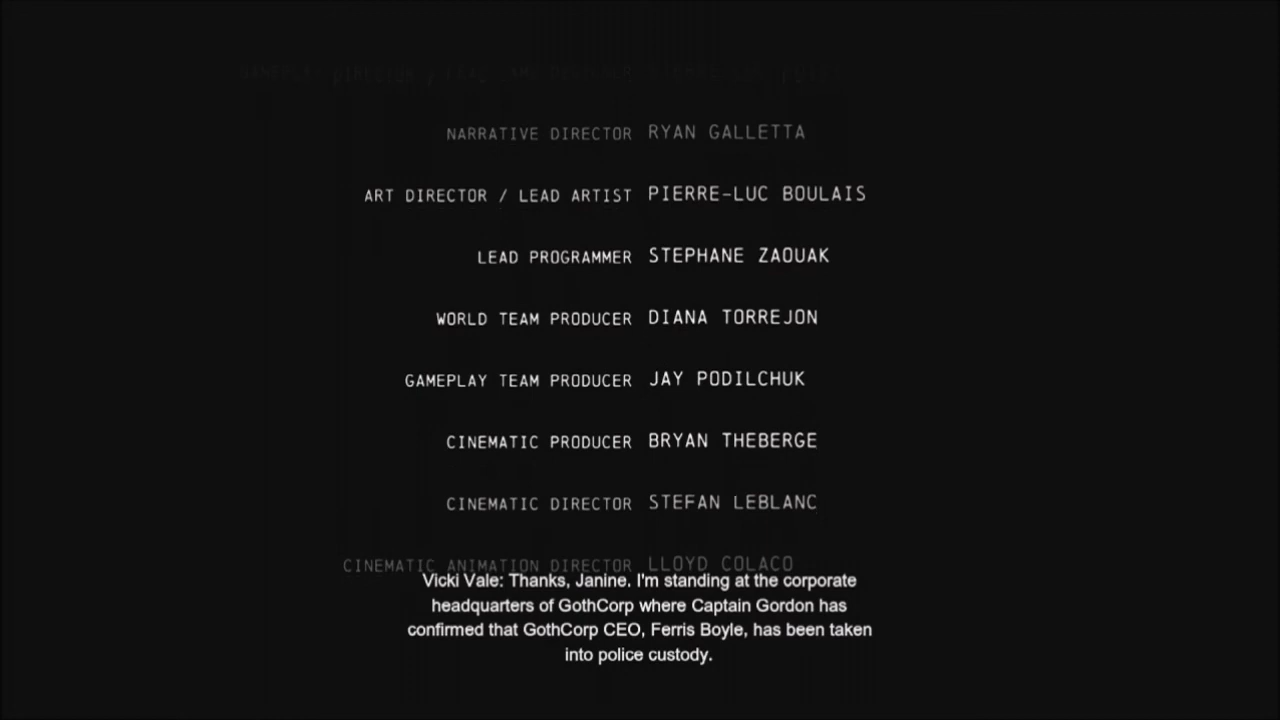 NARRATIVE DIRECTOR RYAN GALLETTA
ART DIRECTOR / LEAD ARTIST PIERRE-LUC BOULAIS
LEAD PROGRAMMER STEPHANE ZAOUAK
WORLD TEAM PRODUCER DIANA TORREJON
GAMEPLAY TEAM PRODUCER JAY PODILCHUK
CINEMATIC PRODUCER BRYAN THEBERGE
CINEMATIC DIRECTOR STEFAN LEBLANC
CINEMATIC ANIMATION DIRECTOR LLOYD COLACO
Vicki Vale: Thanks, Janine. I'm standing at the corporate
headquarters of GothCorp where Captain Gordon has
confirmed that GothCorp CEO, Ferris Boyle, has been taken
into police custody.